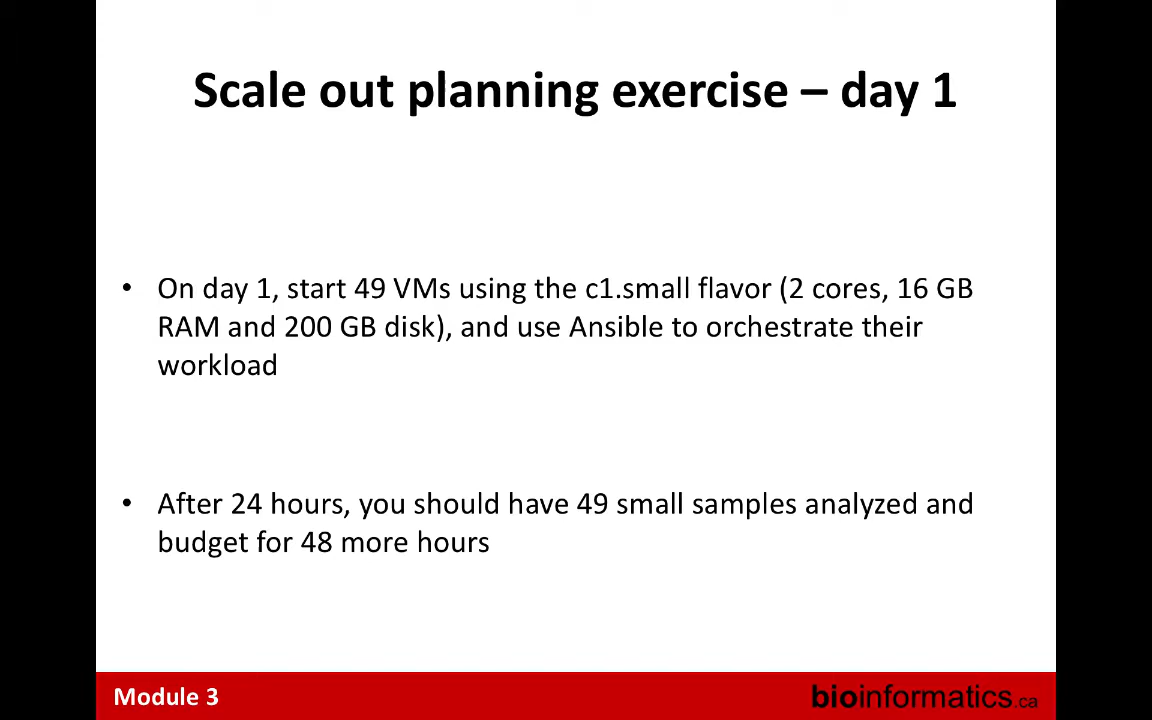 Scale out planning exercise – day 1
• On day 1, start 49 VMs using the c1.small flavor (2 cores, 16 GB
RAM and 200 GB disk), and use Ansible to orchestrate their
workload
• After 24 hours, you should have 49 small samples analyzed and
budget for 48 more hours
Module 3
bioinformatics.ca